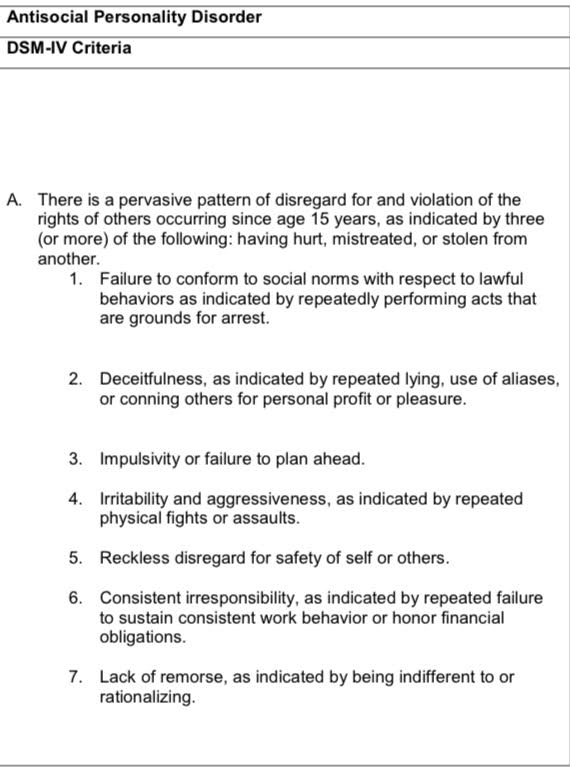 Antisocial Personality Disorder
DSM-IV Criteria
A. There is a pervasive pattern of disregard for and violation of the
rights of others occurring since age 15 years, as indicated by three
(or more) of the following: having hurt, mistreated, or stolen from
another.
1. Failure to conform to social norms with respect to lawful
behaviors as indicated by repeatedly performing acts that
are grounds for arrest.
2. Deceitfulness, as indicated by repeated lying, use of aliases,
or conning others for personal profit or pleasure.
3. Impulsivity or failure to plan ahead.
4. Irritability and aggressiveness, as indicated by repeated
physical fights or assaults.
5. Reckless disregard for safety of self or others.
6. Consistent irresponsibility, as indicated by repeated failure
to sustain consistent work behavior or honor financial
obligations.
7. Lack of remorse, as indicated by being indifferent to or
rationalizing.